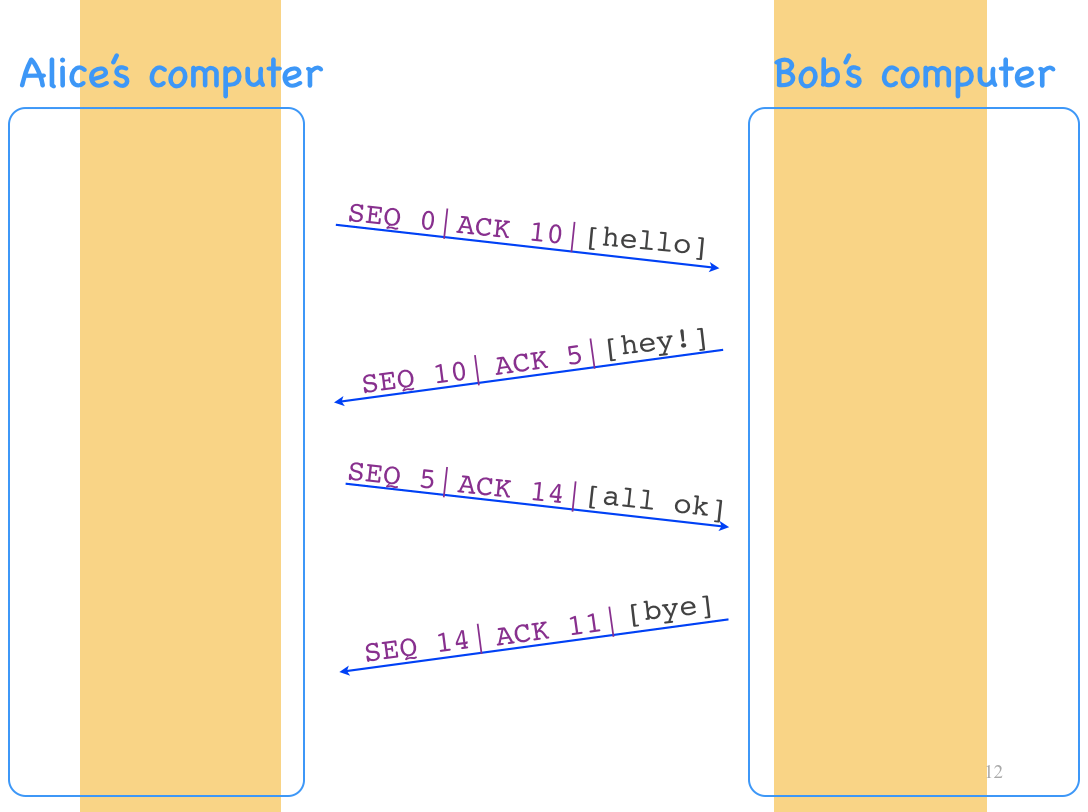 Alice's computer
Bob's computer
SEQ 0|ACK 10|[hello]
SEQ 10| ACK 5|[hey!]
SEQ 5|ACK 14|[all ok]
SEQ 14| ACK 11| [bye]
12